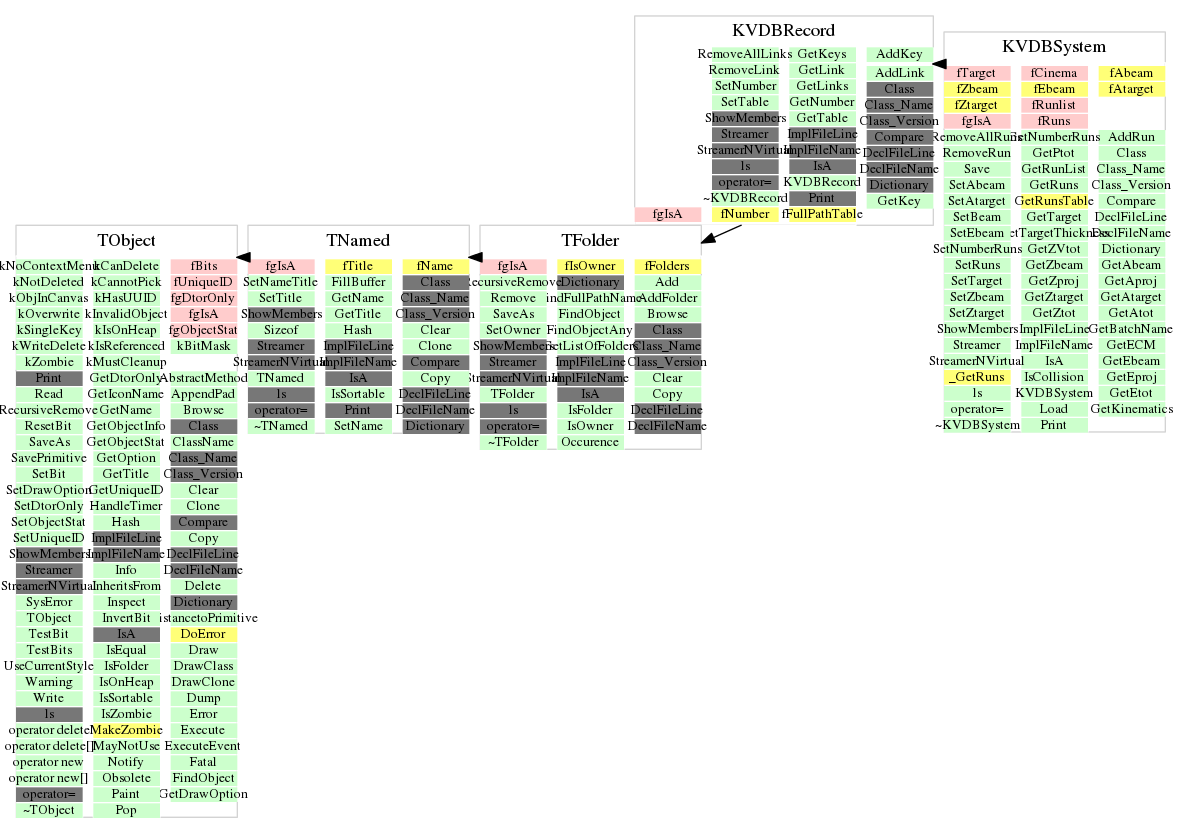 KVDBRecord
RemoveAllLinks GetKeys AddKey
RemoveLink GetLink AddLink
SetNumber GetLinks Class
SetTable GetNumber Class_Name
ShowMembers GetTable Class_Version
Streamer ImplFileLine Compare
StreamerNVirtual ImplFileName DeclFileLine
ls IsA DeclFileName
operator= KVDBRecord Dictionary
~KVDBRecord Print GetKey
fgIsA fNumber fFullPathTable
KVDBSystem
fTarget fCinema fAbeam
fZbeam fEbeam fAtarget
fZtarget fRunlist
fgIsA fRuns
RemoveAllRuns SetNumberRuns AddRun
RemoveRun GetPtot Class
Save GetRunList Class_Name
SetAbeam GetRuns Class_Version
SetAtarget GetRunsTable Compare
SetBeam GetTarget DeclFileLine
SetEbeam GetTargetThickness DeclFileName
SetNumberRuns GetZVtot Dictionary
SetRuns GetZbeam GetAbeam
SetTarget GetZproj GetAproj
SetZbeam GetZtarget GetAtarget
SetZtarget GetZtot GetAtot
ShowMembers ImplFileLine GetBatchName
Streamer ImplFileName GetECM
StreamerNVirtual IsA GetEbeam
_GetRuns IsCollision GetEproj
ls KVDBSystem GetEtot
operator= Load GetKinematics
~KVDBSystem Print
TObject
kNoContextMenu kCanDelete fBits
kNotDeleted kCannotPick fUniqueID
kObjInCanvas kHasUUID fgDtorOnly
kOverwrite kInvalidObject fgIsA
kSingleKey kIsOnHeap fgObjectStat
kWriteDelete kIsReferenced kBitMask
kZombie kMustCleanup
Print GetDtorOnly AbstractMethod
Read GetIconName AppendPad
RecursiveRemove GetName Browse
ResetBit GetObjectInfo Class
SaveAs GetObjectStat ClassName
SavePrimitive GetOption Class_Name
SetBit GetTitle Class_Version
SetDrawOption GetUniqueID Clear
SetDtorOnly HandleTimer Clone
SetObjectStat Hash Compare
SetUniqueID ImplFileLine Copy
ShowMembers ImplFileName DeclFileLine
Streamer Info DeclFileName
StreamerNVirtual InheritsFrom Delete
SysError Inspect Dictionary
TObject InvertBit DistancetoPrimitive
TestBit IsA DoError
TestBits IsEqual Draw
UseCurrentStyle IsFolder DrawClass
Warning IsOnHeap DrawClone
Write IsSortable Dump
ls IsZombie Error
operator delete MakeZombie Execute
operator delete[] MayNotUse ExecuteEvent
operator new Notify Fatal
operator new[] Obsolete FindObject
operator= Paint GetDrawOption
~TObject Pop
TNamed
fgIsA fTitle fName
SetNameTitle FillBuffer Class
SetTitle GetName Class_Name
ShowMembers GetTitle Class_Version
Sizeof Hash Clear
Streamer ImplFileLine Clone
StreamerNVirtual ImplFileName Compare
TNamed IsA Copy
ls IsSortable DeclFileLine
operator= Print DeclFileName
~TNamed SetName Dictionary
TFolder
fgIsA fIsOwner fFolders
RecursiveRemove Dictionary Add
Remove FindFullPathName AddFolder
SaveAs FindObject Browse
SetOwner FindObjectAny Class
ShowMembers GetListOfFolders Class_Name
Streamer ImplFileLine Class_Version
StreamerNVirtual ImplFileName Clear
TFolder IsA Copy
ls IsFolder DeclFileLine
operator= IsOwner DeclFileName
~TFolder Occurence